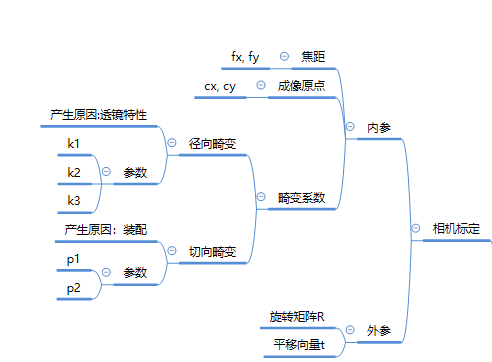 fx, fy
焦距
cx, cy
成像原点
产生原因:透镜特性
内参
k1
径向畸变
k2
参数
k3
畸变系数
产生原因：装配
相机标定
切向畸变
p1
参数
p2
旋转矩阵R
外参
平移向量t